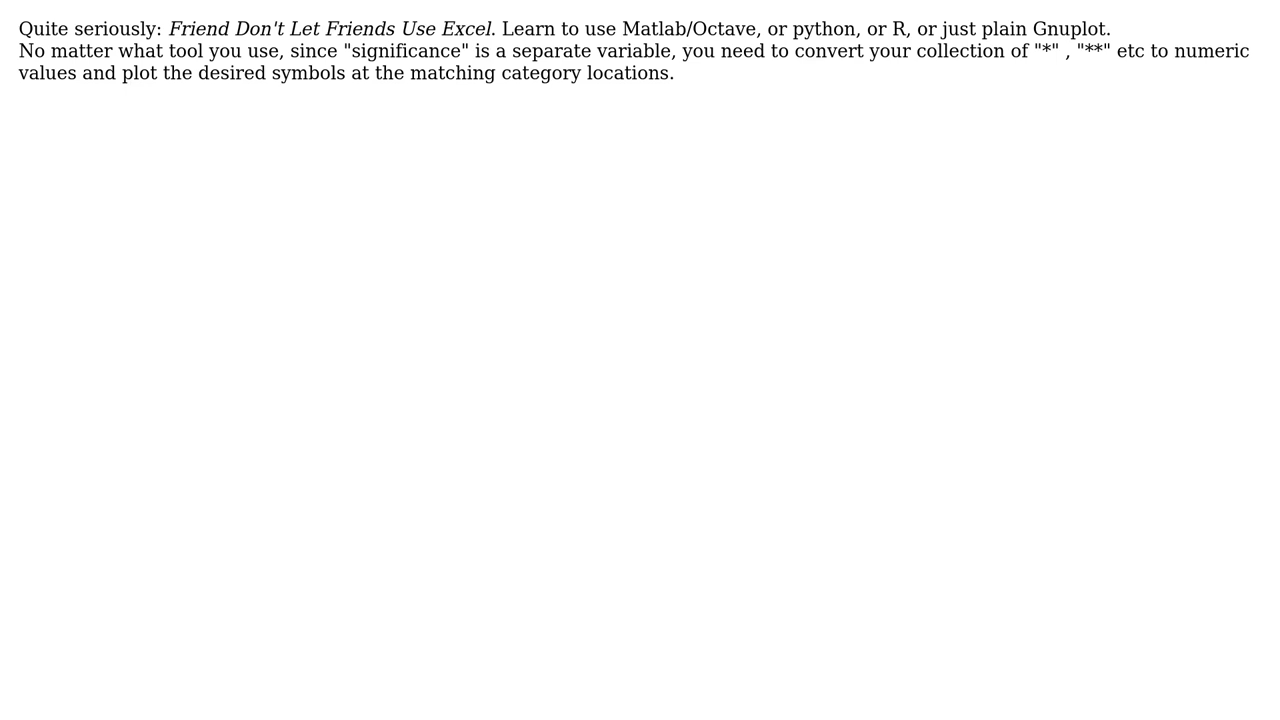 Quite seriously: Friend Don't Let Friends Use Excel. Learn to use Matlab/Octave, or python, or R, or just plain Gnuplot.
No matter what tool you use, since "significance" is a separate variable, you need to convert your collection of "*" , "**" etc to numeric
values and plot the desired symbols at the matching category locations.